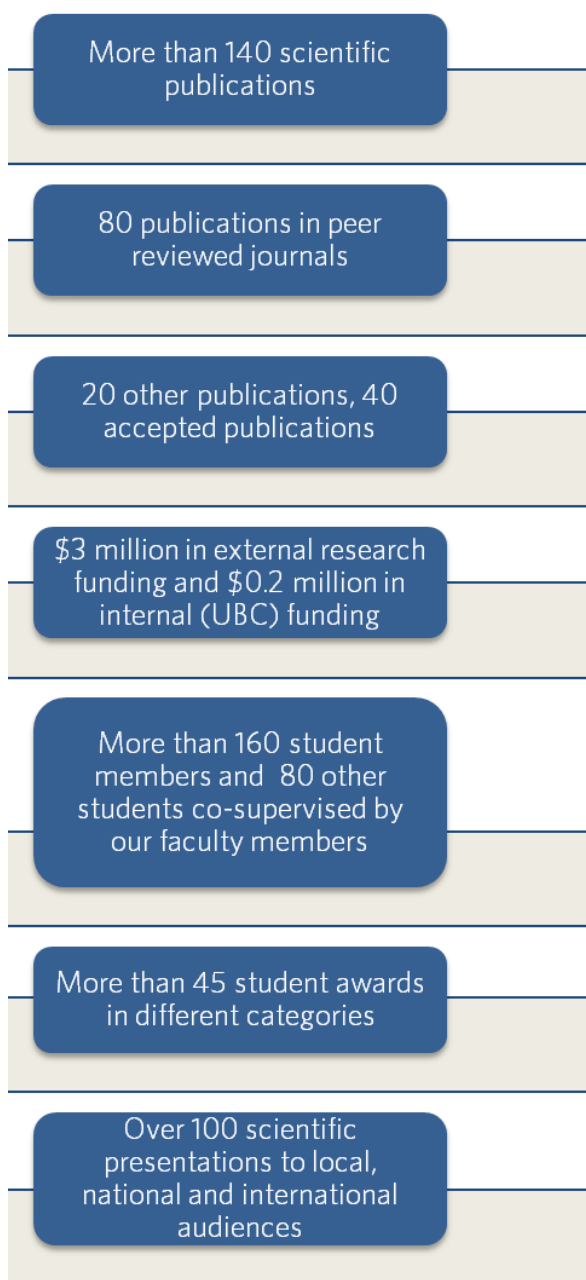 More than 140 scientific
publications
80 publications in peer
reviewed journals
20 other publications, 40
accepted publications
$3 million in external research
funding and $0.2 million in
internal (UBC) funding
More than 160 student
members and  80 other
students co-supervised by
our faculty members
More than 45 student awards
in different categories
Over 100 scientific
presentations to local,
national and international
audiences